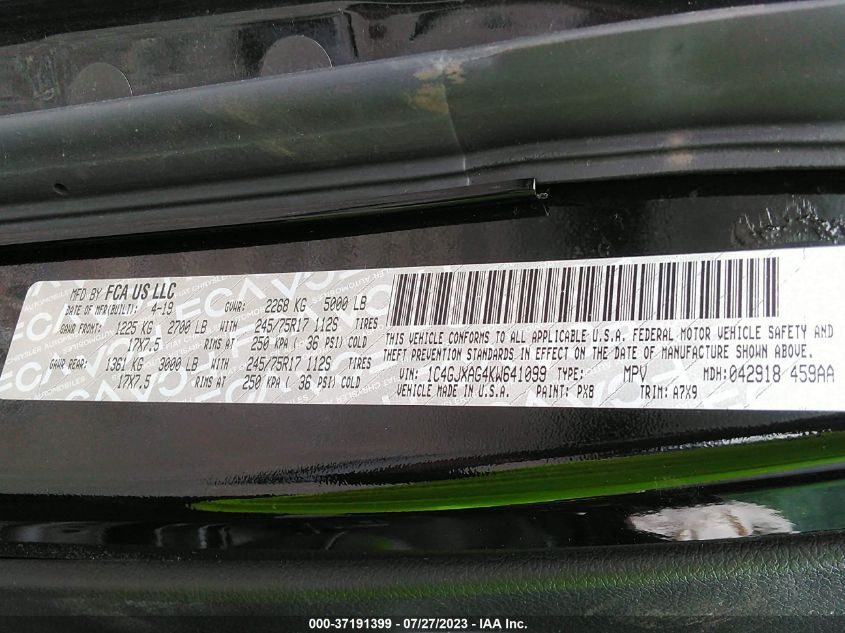 MFD BY FCA US LLC
DATE OF MFR(BUILT): 4-19 GVWR: 2268 KG 5000 LB
GAWR FRONT: 1225 KG 2700 LB WITH 245/75R17 112S TIRES
17X7.5 RIMS AT 250 KPA ( 36 PSI) COLD
GAWR REAR: 1361 KG 3000 LB WITH 245/75R17 112S TIRES
17X7.5 RIMS AT 250 KPA ( 36 PSI) COLD
THIS VEHICLE CONFORMS TO ALL APPLICABLE U.S.A. FEDERAL MOTOR VEHICLE SAFETY AND
THEFT PREVENTION STANDARDS IN EFFECT ON THE DATE OF MANUFACTURE SHOWN ABOVE.
VIN: 1C4GJXAG4KW641099 TYPE: MPV MDH: 042918 459AA
VEHICLE MADE IN U.S.A. PAINT: PX8 TRIM: A7X9
000-37191399 / 07/27/2023 - IAA Inc.